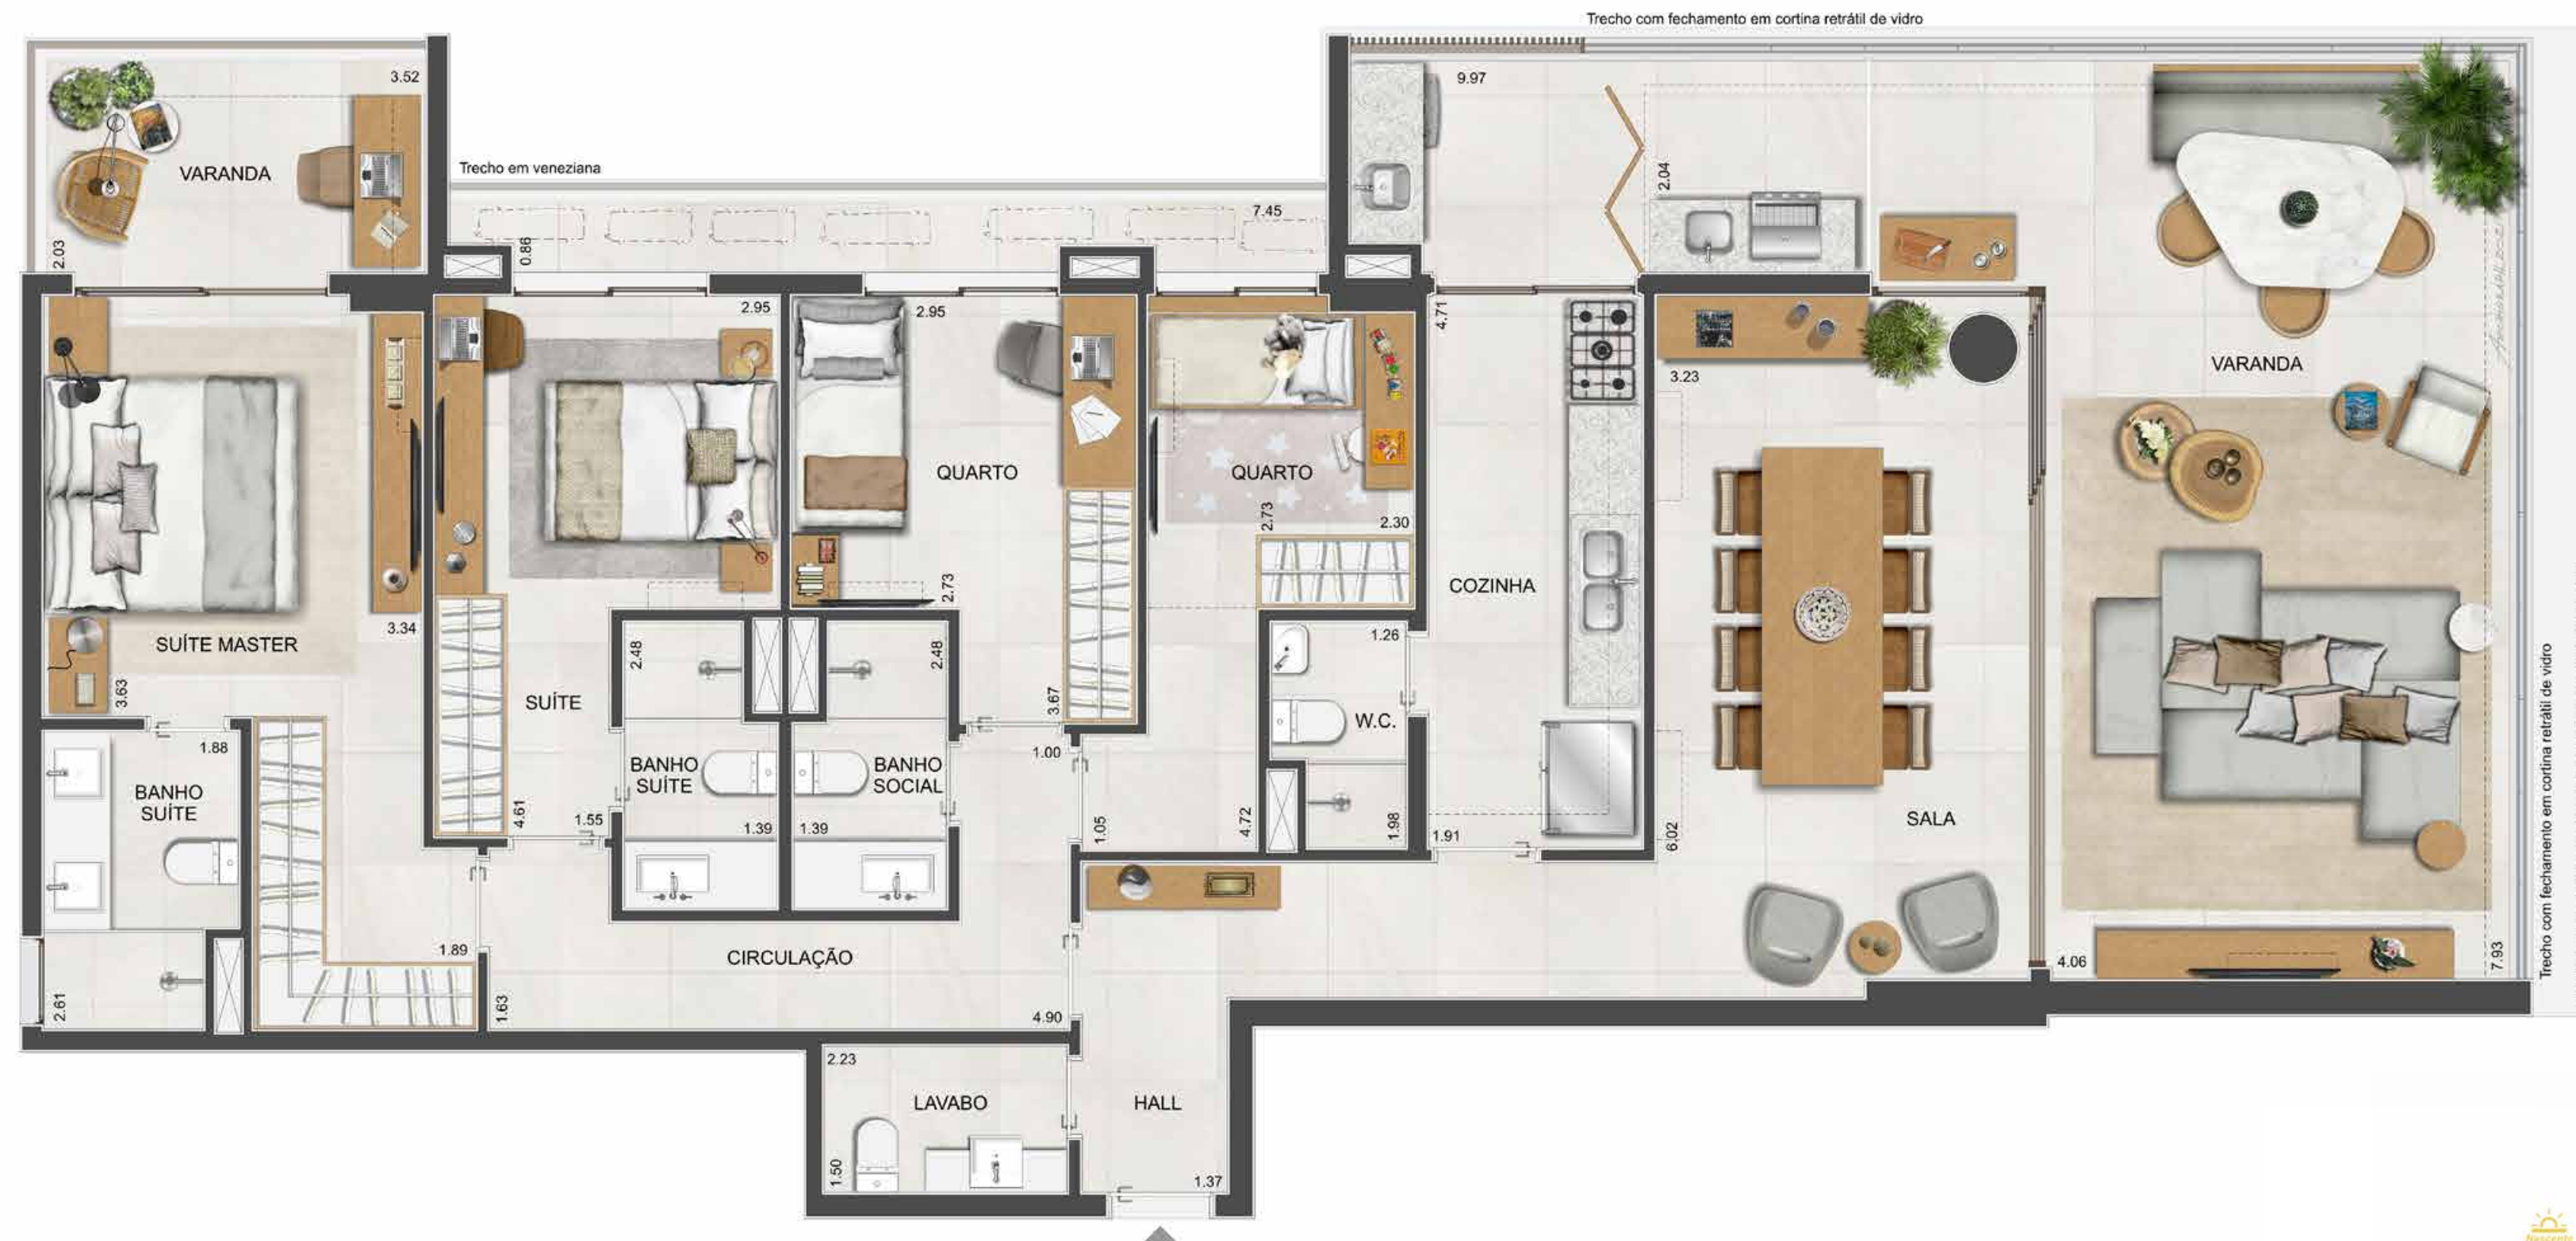 Trecho com fechamento em cortina retrátil de vidro
3.52
9.97
VARANDA
2.03
Trecho em veneziana
7.45
0.86
2.04
2.95
2.95
4.71
3.23
VARANDA
QUARTO
QUARTO
2.73
2.30
2.73
COZINHA
SUÍTE MASTER
3.34
3.63
2.48
2.48
1.26
SUÍTE
3.67
W.C.
1.88
1.00
BANHO
SUÍTE
BANHO
SUÍTE
BANHO
SOCIAL
4.61
1.55
1.39
1.39
1.05
4.72
1.98
1.91
6.02
SALA
1.89
CIRCULAÇÃO
2.61
1.63
4.90
4.06
7.93
Trecho com fechamento em cortina retrátil de vidro
2.23
LAVABO
HALL
1.50
1.37
Nascente